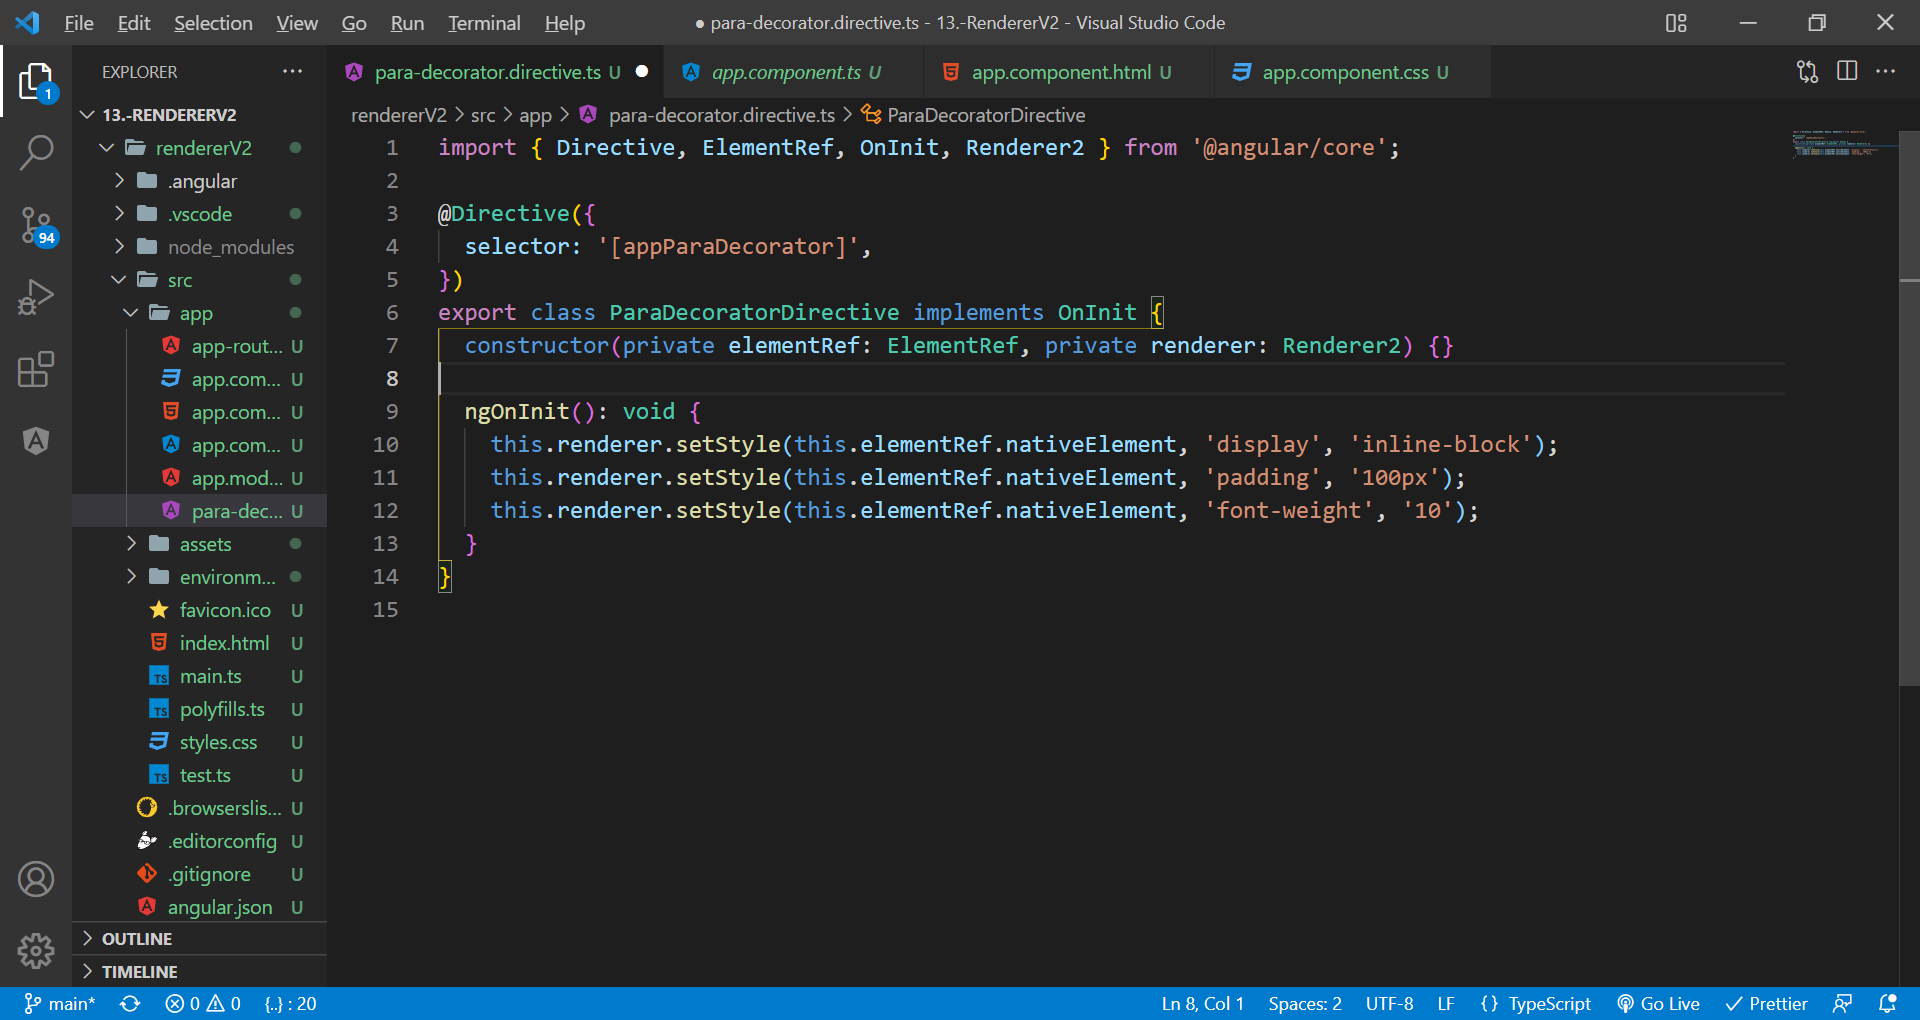 File Edit Selection View Go Run Terminal Help
● para-decorator.directive.ts - 13.-RendererV2 - Visual Studio Code
EXPLORER
para-decorator.directive.ts U
app.component.ts U
app.component.html U
app.component.css U
1
94
13.-RENDERERV2
rendererV2
.angular
.vscode
node_modules
src
app
app-rout... U
app.com... U
app.com... U
app.com... U
app.mod... U
para-dec... U
assets
environm...
favicon.ico U
index.html U
TS main.ts U
TS polyfills.ts U
styles.css U
TS test.ts U
.browserslis... U
.editorconfig U
.gitignore U
angular.json U
OUTLINE
TIMELINE
rendererV2 > src > app > para-decorator.directive.ts > ParaDecoratorDirective
1 import { Directive, ElementRef, OnInit, Renderer2 } from '@angular/core';
2
3 @Directive({
4 selector: '[appParaDecorator]',
5 })
6 export class ParaDecoratorDirective implements OnInit {
7 constructor(private elementRef: ElementRef, private renderer: Renderer2) {}
8
9 ngOnInit(): void {
10 this.renderer.setStyle(this.elementRef.nativeElement, 'display', 'inline-block');
11 this.renderer.setStyle(this.elementRef.nativeElement, 'padding', '100px');
12 this.renderer.setStyle(this.elementRef.nativeElement, 'font-weight', '10');
13 }
14 }
15
main* 0 0 {..} : 20
Ln 8, Col 1 Spaces: 2 UTF-8 LF {} TypeScript Go Live Prettier